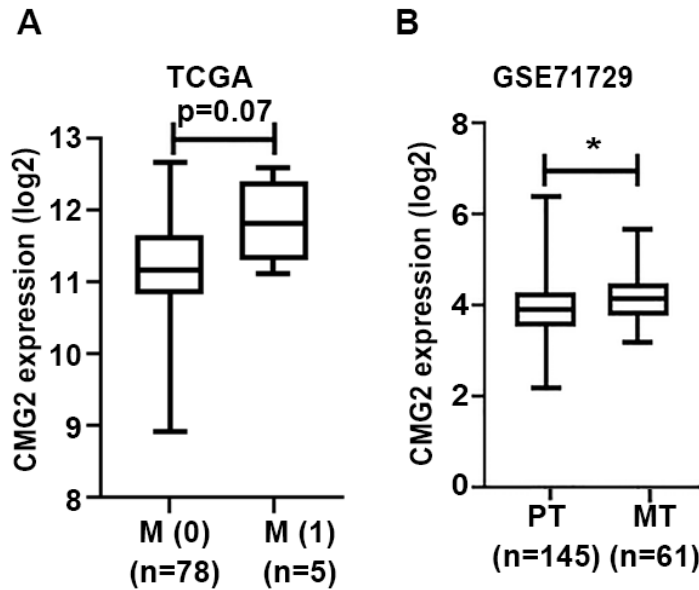 A
TCGA
p=0.07
CMG2 expression (log2)
13
12
11
10
9
8
M (0)
M (1)
(n=78)
(n=5)
B
GSE71729
*
CMG2 expression (log2)
8
6
4
2
0
PT
MT
(n=145)
(n=61)